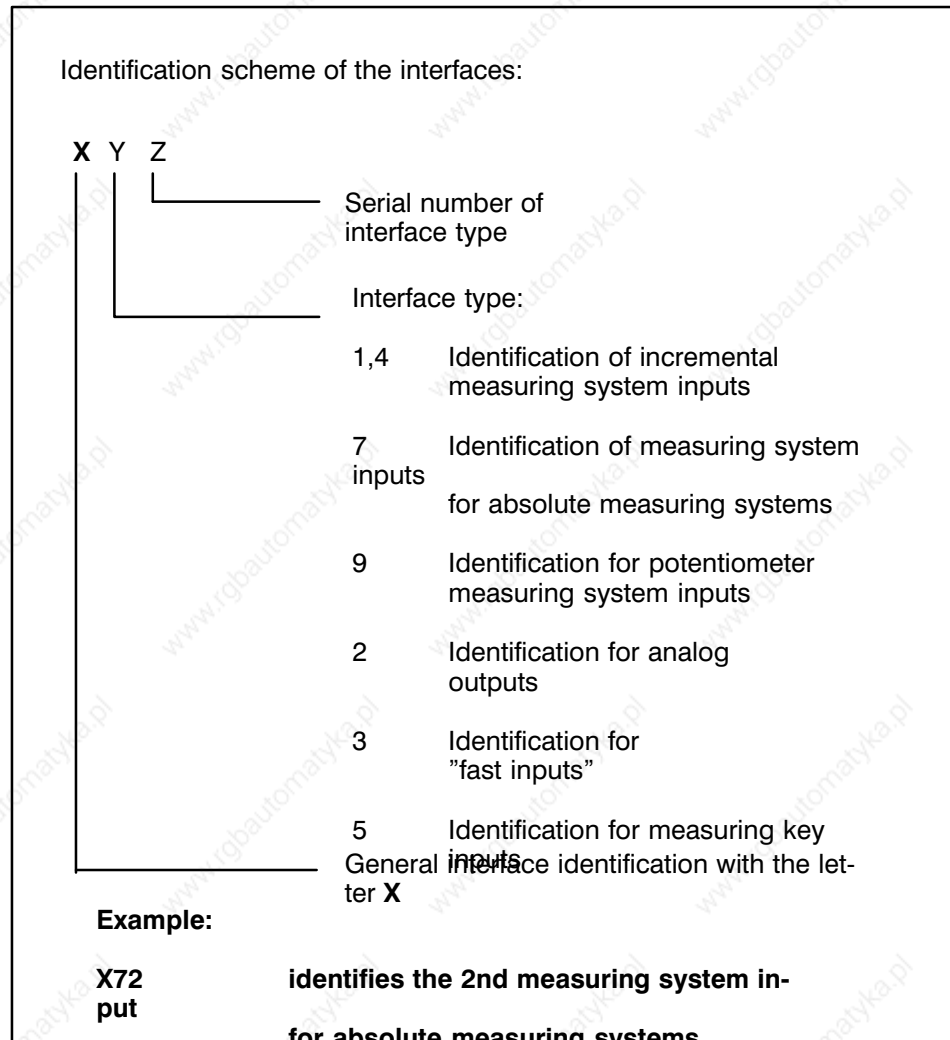 Identification scheme of the interfaces:
X Y Z
Serial number of
interface type
Interface type:
1,4 Identification of incremental
measuring system inputs
7 Identification of measuring system
inputs
for absolute measuring systems
9 Identification for potentiometer
measuring system inputs
2 Identification for analog
outputs
3 Identification for
”fast inputs”
5 Identification for measuring key
inputs
General interface identification with the let-
ter X
Example:
X72 identifies the 2nd measuring system in-
put
for absolute measuring systems
www.rgbautomatyka.pl